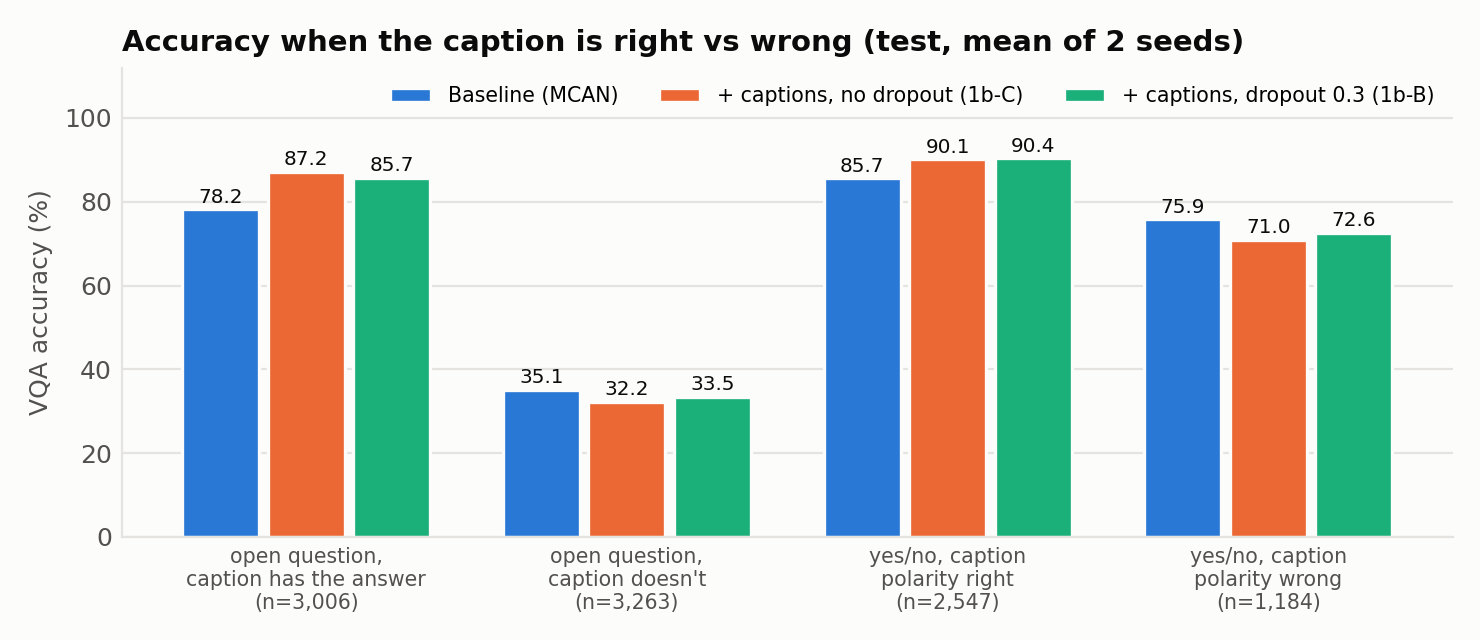 Accuracy when the caption is right vs wrong (test, mean of 2 seeds)
Baseline (MCAN)
+ captions, no dropout (1b-C)
+ captions, dropout 0.3 (1b-B)
VQA accuracy (%)
100
80
60
40
20
0
78.2
87.2
85.7
35.1
32.2
33.5
85.7
90.1
90.4
75.9
71.0
72.6
open question,
caption has the answer
(n=3,006)
open question,
caption doesn't
(n=3,263)
yes/no, caption
polarity right
(n=2,547)
yes/no, caption
polarity wrong
(n=1,184)